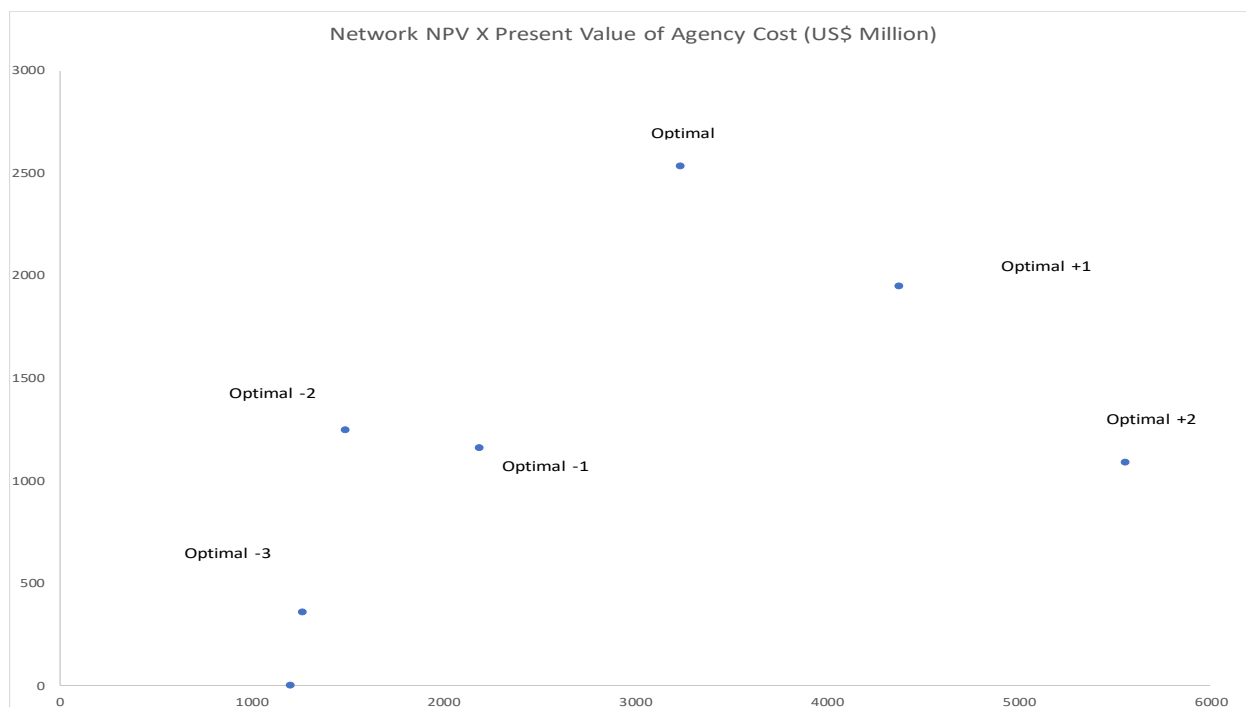 Network NPV X Present Value of Agency Cost (US$ Million)
3000
2500
2000
1500
1000
500
0
Optimal
Optimal +1
Optimal -2
Optimal +2
Optimal -1
Optimal -3
0 1000 2000 3000 4000 5000 6000